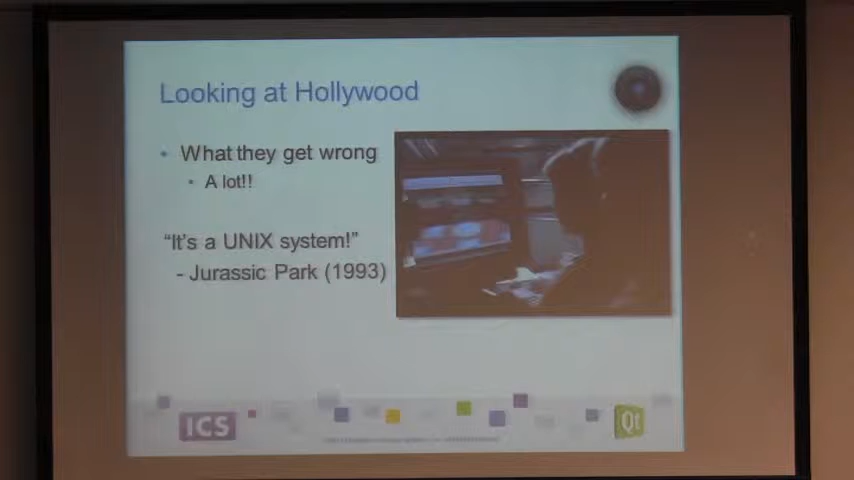 Looking at Hollywood
• What they get wrong
• A lot!!
“It’s a UNIX system!”
- Jurassic Park (1993)
ICS
Qt